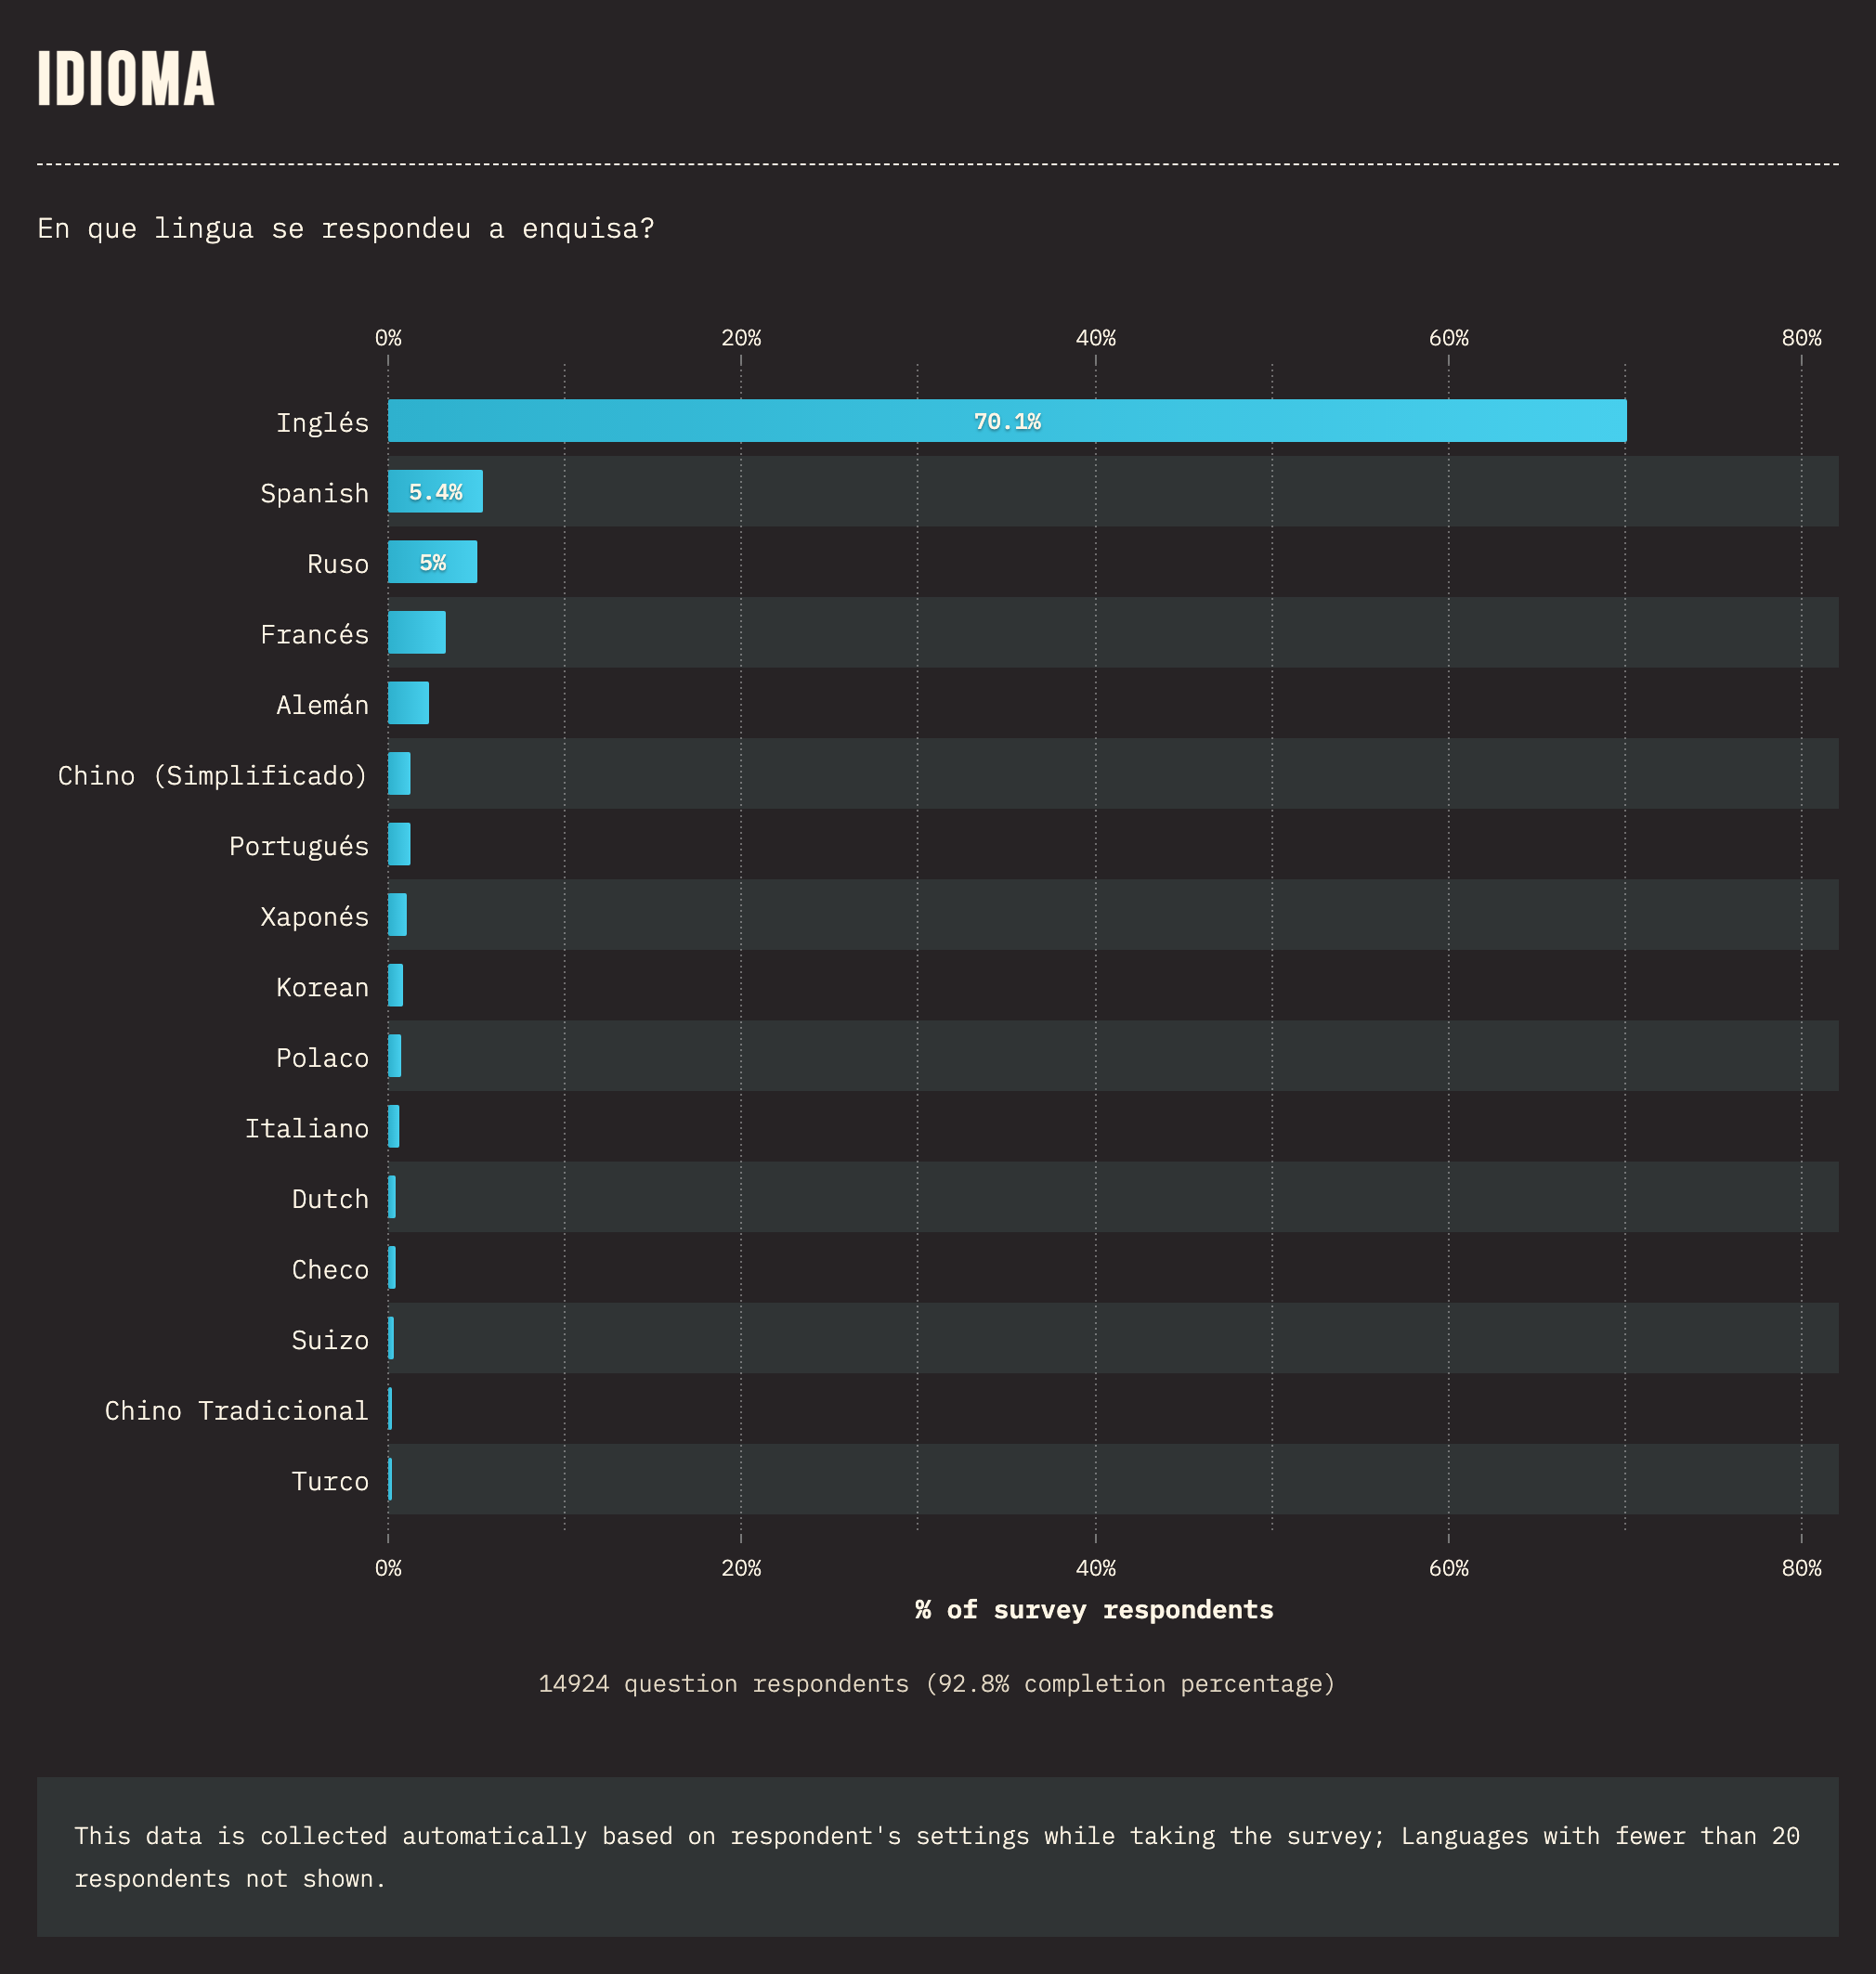 IDIOMA
En que lingua se respondeu a enquisa?
0% 20% 40% 60% 80%
Inglés 70.1%
Spanish 5.4%
Ruso 5%
Francés
Alemán
Chino (Simplificado)
Portugués
Xaponés
Korean
Polaco
Italiano
Dutch
Checo
Suizo
Chino Tradicional
Turco
0% 20% 40% 60% 80%
% of survey respondents
14924 question respondents (92.8% completion percentage)
This data is collected automatically based on respondent's settings while taking the survey; Languages with fewer than 20
respondents not shown.